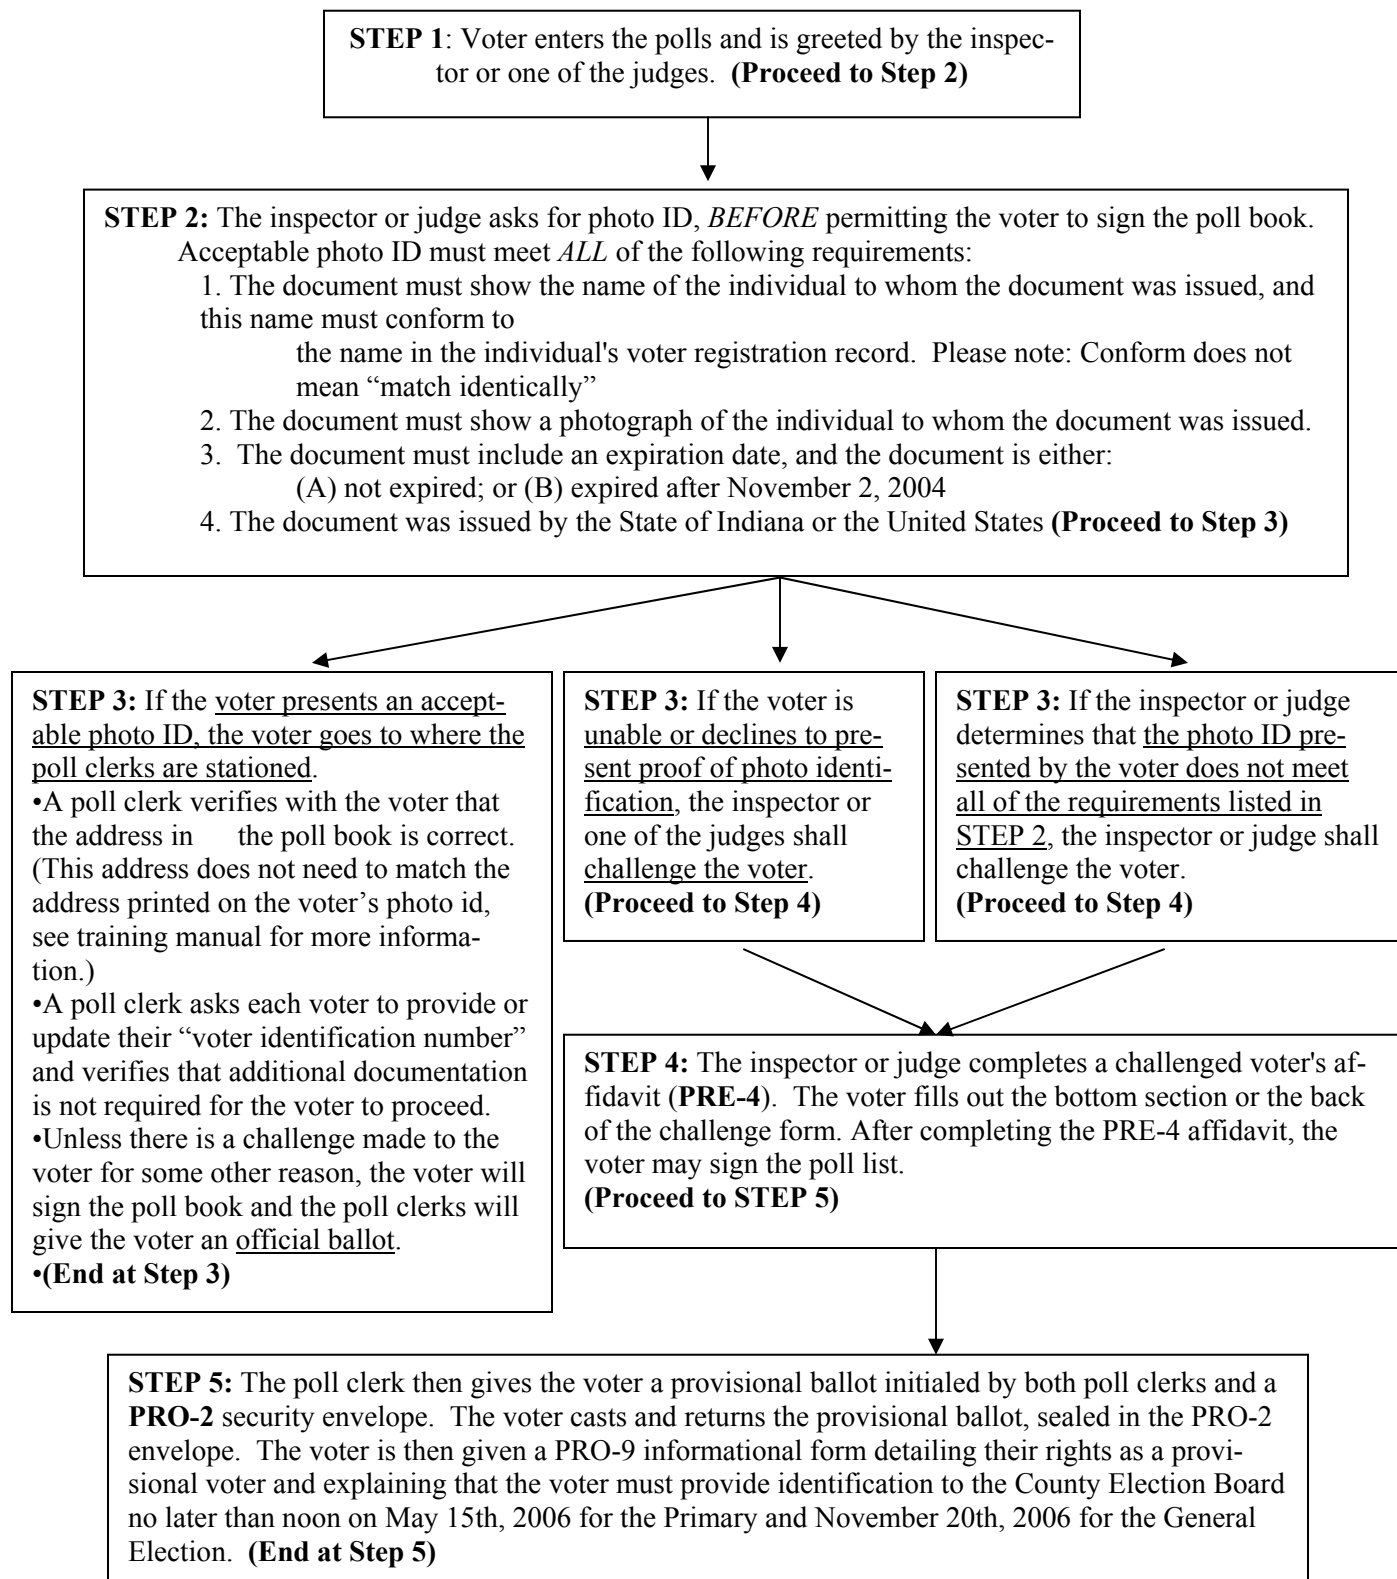 STEP 1: Voter enters the polls and is greeted by the inspec-
tor or one of the judges.  (Proceed to Step 2)
STEP 2: The inspector or judge asks for photo ID, BEFORE permitting the voter to sign the poll book.
Acceptable photo ID must meet ALL of the following requirements:
1. The document must show the name of the individual to whom the document was issued, and
this name must conform to
the name in the individual's voter registration record.  Please note: Conform does not
mean “match identically”
2. The document must show a photograph of the individual to whom the document was issued.
3.  The document must include an expiration date, and the document is either:
(A) not expired; or (B) expired after November 2, 2004
4. The document was issued by the State of Indiana or the United States (Proceed to Step 3)
STEP 3: If the voter presents an accept-
able photo ID, the voter goes to where the
poll clerks are stationed.
•A poll clerk verifies with the voter that
the address in the poll book is correct.
(This address does not need to match the
address printed on the voter’s photo id,
see training manual for more informa-
tion.)
•A poll clerk asks each voter to provide or
update their “voter identification number”
and verifies that additional documentation
is not required for the voter to proceed.
•Unless there is a challenge made to the
voter for some other reason, the voter will
sign the poll book and the poll clerks will
give the voter an official ballot.
•(End at Step 3)
STEP 3: If the voter is
unable or declines to pre-
sent proof of photo identi-
fication, the inspector or
one of the judges shall
challenge the voter.
(Proceed to Step 4)
STEP 3: If the inspector or judge
determines that the photo ID pre-
sented by the voter does not meet
all of the requirements listed in
STEP 2, the inspector or judge shall
challenge the voter.
(Proceed to Step 4)
STEP 4: The inspector or judge completes a challenged voter's af-
fidavit (PRE-4).  The voter fills out the bottom section or the back
of the challenge form. After completing the PRE-4 affidavit, the
voter may sign the poll list.
(Proceed to STEP 5)
STEP 5: The poll clerk then gives the voter a provisional ballot initialed by both poll clerks and a
PRO-2 security envelope.  The voter casts and returns the provisional ballot, sealed in the PRO-2
envelope.  The voter is then given a PRO-9 informational form detailing their rights as a provi-
sional voter and explaining that the voter must provide identification to the County Election Board
no later than noon on May 15th, 2006 for the Primary and November 20th, 2006 for the General
Election.  (End at Step 5)